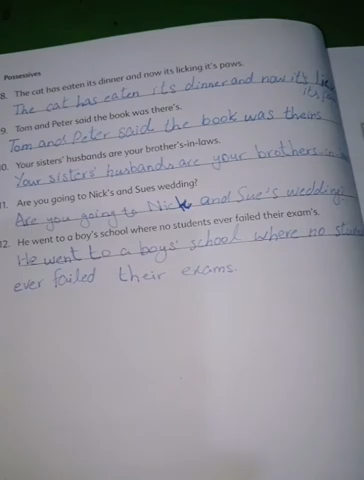 Possessives
8. The cat has eaten its dinner and now its licking it's paws.
The cat has eaten its dinner and now it's
its
9. Tom and Peter said the book was there's.
Tom and Peter said the book was theirs
10. Your sisters' husbands are your brother's-in-laws.
Your sisters' husbands are your brothers
11. Are you going to Nick's and Sues wedding?
Are you going to Nick and Sue's wedding?
12. He went to a boy's school where no students ever failed their exam's.
He went to a boys' school where no
ever failed their exams.